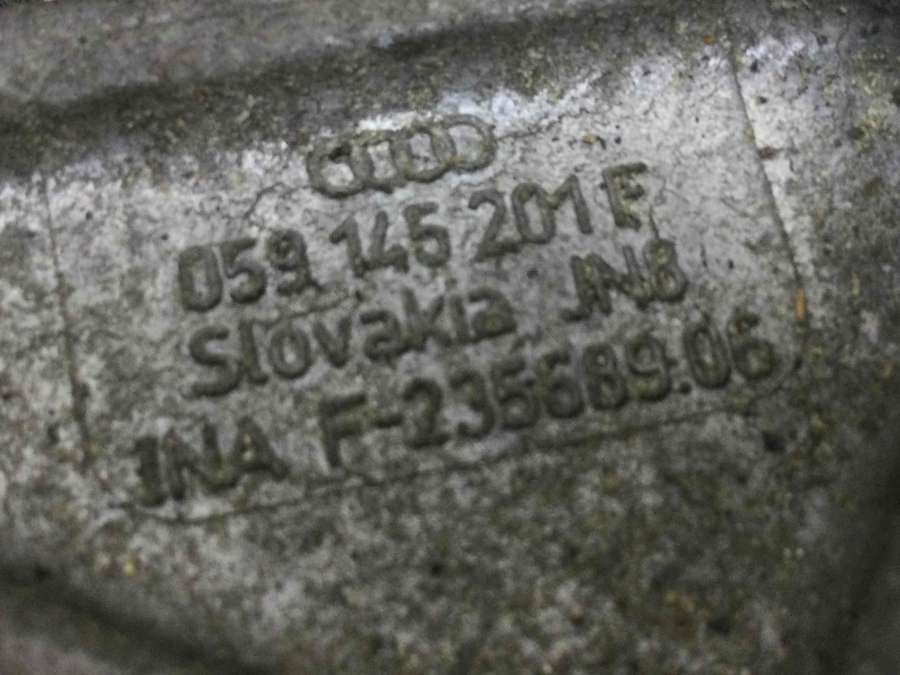 059 145 201 F
Slovakia JN8
INA F-235689.06